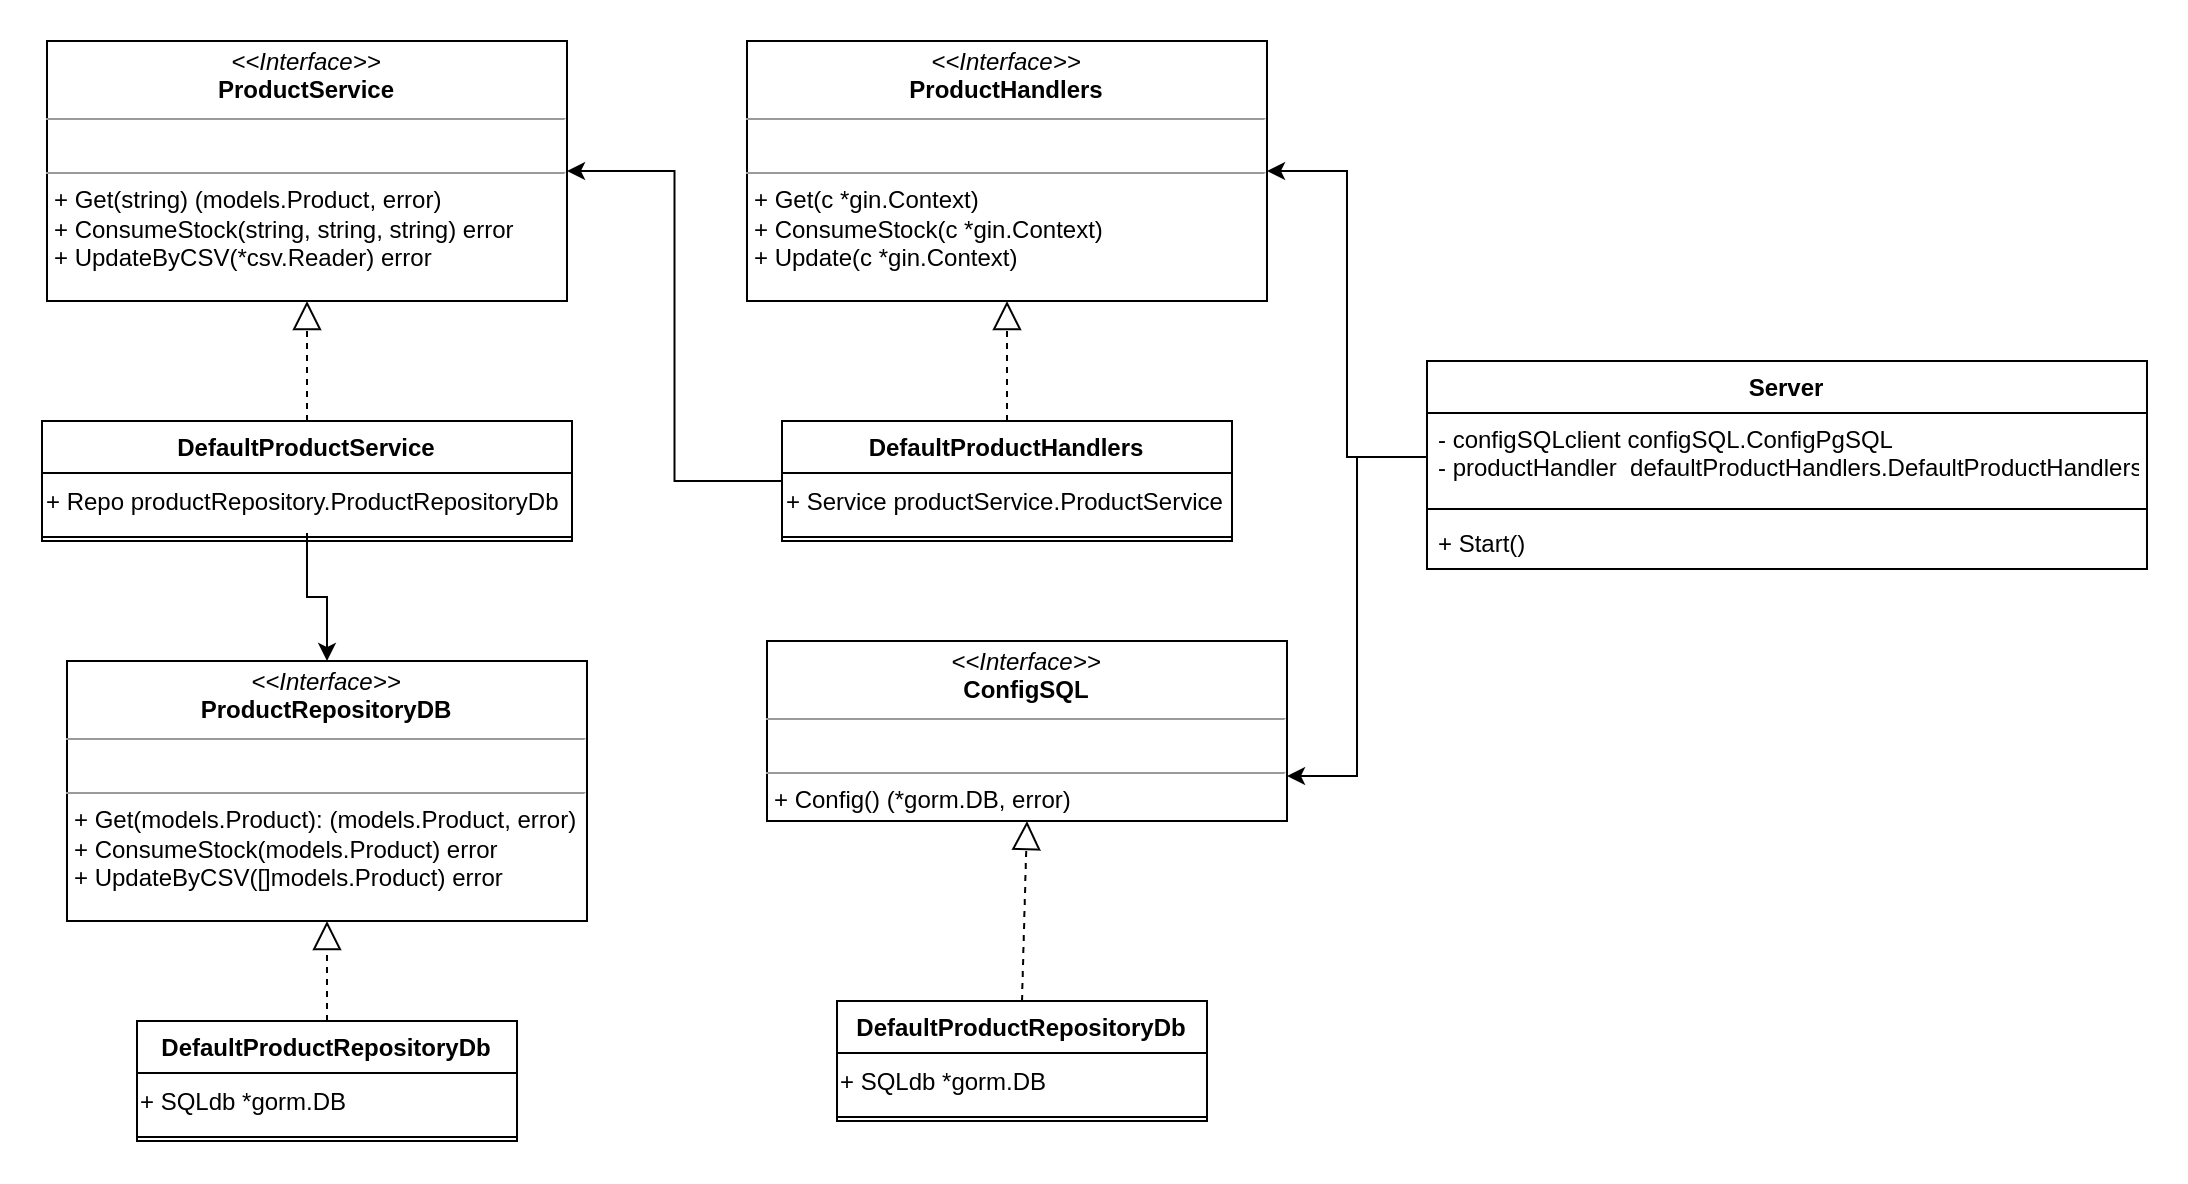 <<Interface>>
ProductService
+ Get(string) (models.Product, error)
+ ConsumeStock(string, string, string) error
+ UpdateByCSV(*csv.Reader) error
<<Interface>>
ProductHandlers
+ Get(c *gin.Context)
+ ConsumeStock(c *gin.Context)
+ Update(c *gin.Context)
Server
- configSQLclient configSQL.ConfigPgSQL
- productHandler  defaultProductHandlers.DefaultProductHandlers
+ Start()
DefaultProductService
+ Repo productRepository.ProductRepositoryDb
DefaultProductHandlers
+ Service productService.ProductService
<<Interface>>
ProductRepositoryDB
+ Get(models.Product): (models.Product, error)
+ ConsumeStock(models.Product) error
+ UpdateByCSV([]models.Product) error
<<Interface>>
ConfigSQL
+ Config() (*gorm.DB, error)
DefaultProductRepositoryDb
+ SQLdb *gorm.DB
DefaultProductRepositoryDb
+ SQLdb *gorm.DB